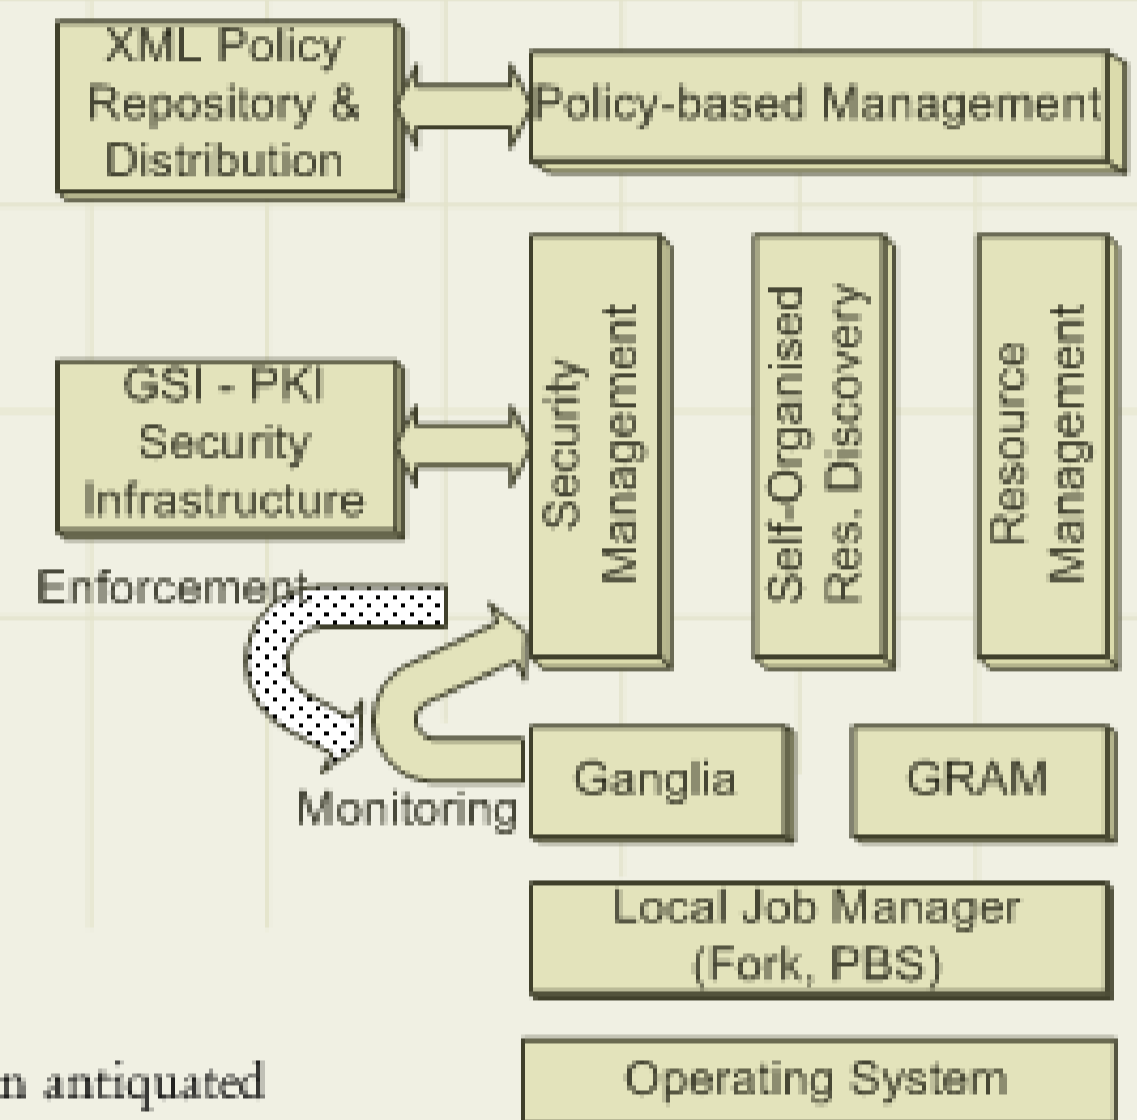 XML Policy
Repository &
Distribution
Policy-based Management
GSI - PKI
Security
Infrastructure
Security
Management
Self-Organised
Res. Discovery
Resource
Management
Enforcement
Monitoring
Ganglia
GRAM
Local Job Manager
(Fork, PBS)
n antiquated
Operating System